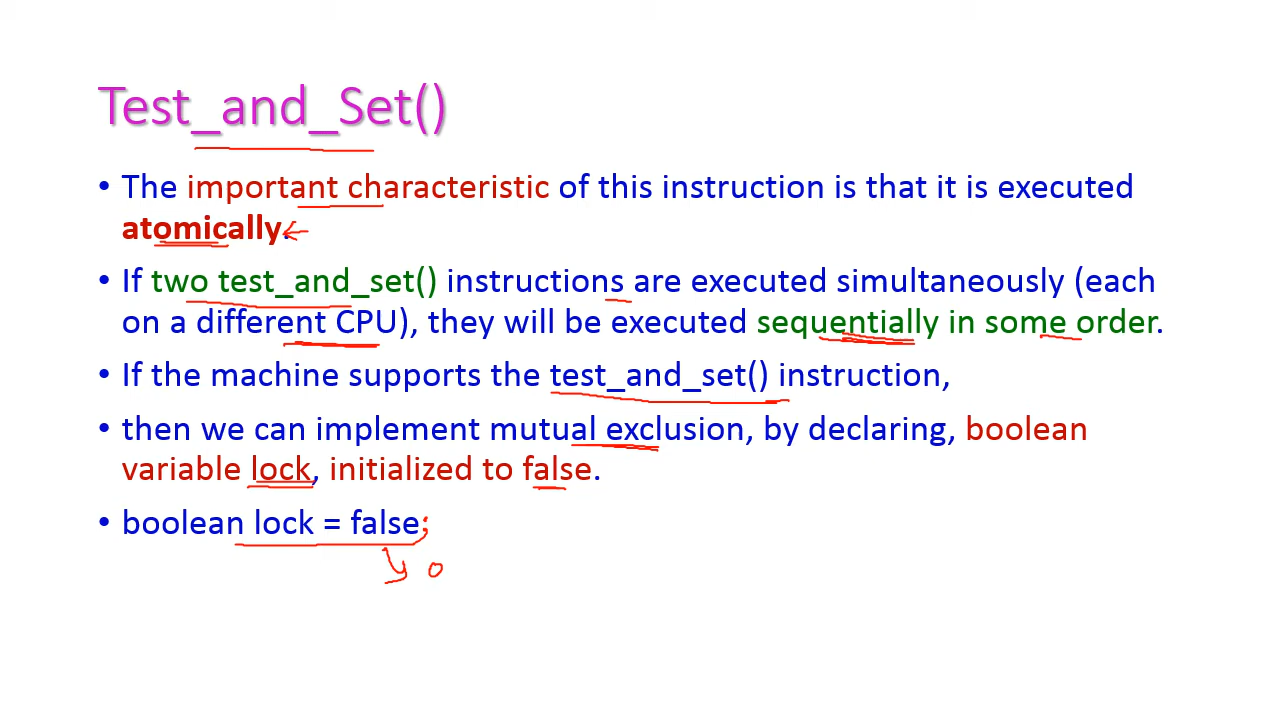 Test_and_Set()
• The important characteristic of this instruction is that it is executed
atomically.
• If two test_and_set() instructions are executed simultaneously (each
on a different CPU), they will be executed sequentially in some order.
• If the machine supports the test_and_set() instruction,
• then we can implement mutual exclusion, by declaring, boolean
variable lock, initialized to false.
• boolean lock = false;
0